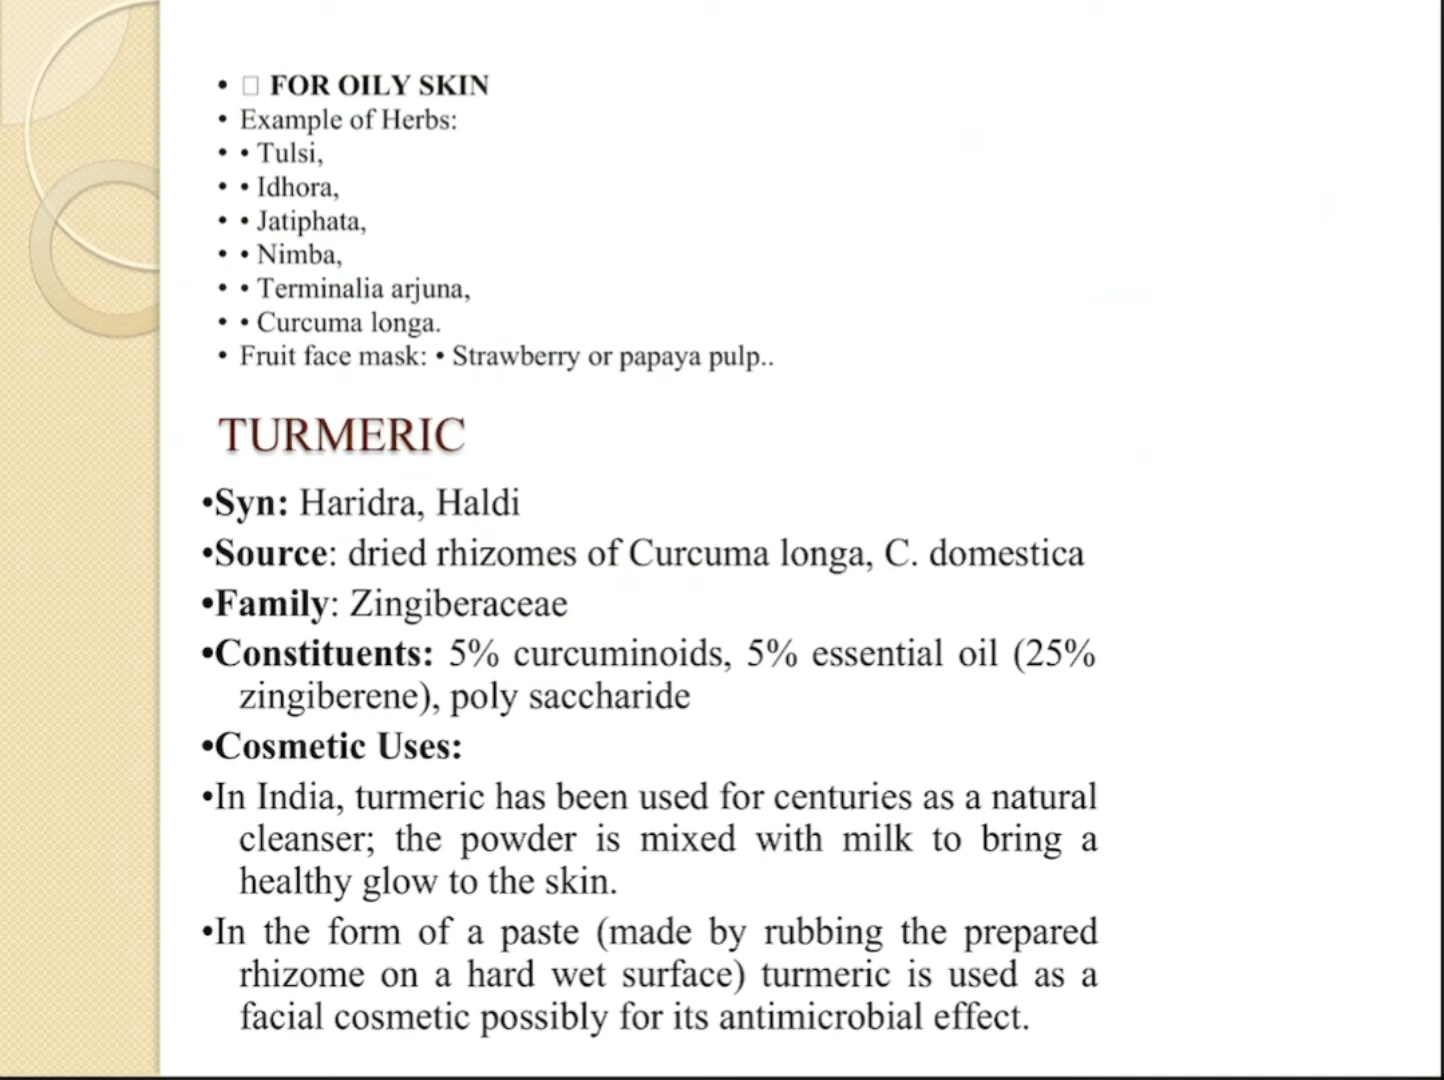 • □ FOR OILY SKIN
• Example of Herbs:
• • Tulsi,
• • Idhora,
• • Jatiphata,
• • Nimba,
• • Terminalia arjuna,
• • Curcuma longa.
• Fruit face mask: • Strawberry or papaya pulp..
TURMERIC
•Syn: Haridra, Haldi
•Source: dried rhizomes of Curcuma longa, C. domestica
•Family: Zingiberaceae
•Constituents: 5% curcuminoids, 5% essential oil (25%
zingiberene), poly saccharide
•Cosmetic Uses:
•In India, turmeric has been used for centuries as a natural
cleanser; the powder is mixed with milk to bring a
healthy glow to the skin.
•In the form of a paste (made by rubbing the prepared
rhizome on a hard wet surface) turmeric is used as a
facial cosmetic possibly for its antimicrobial effect.